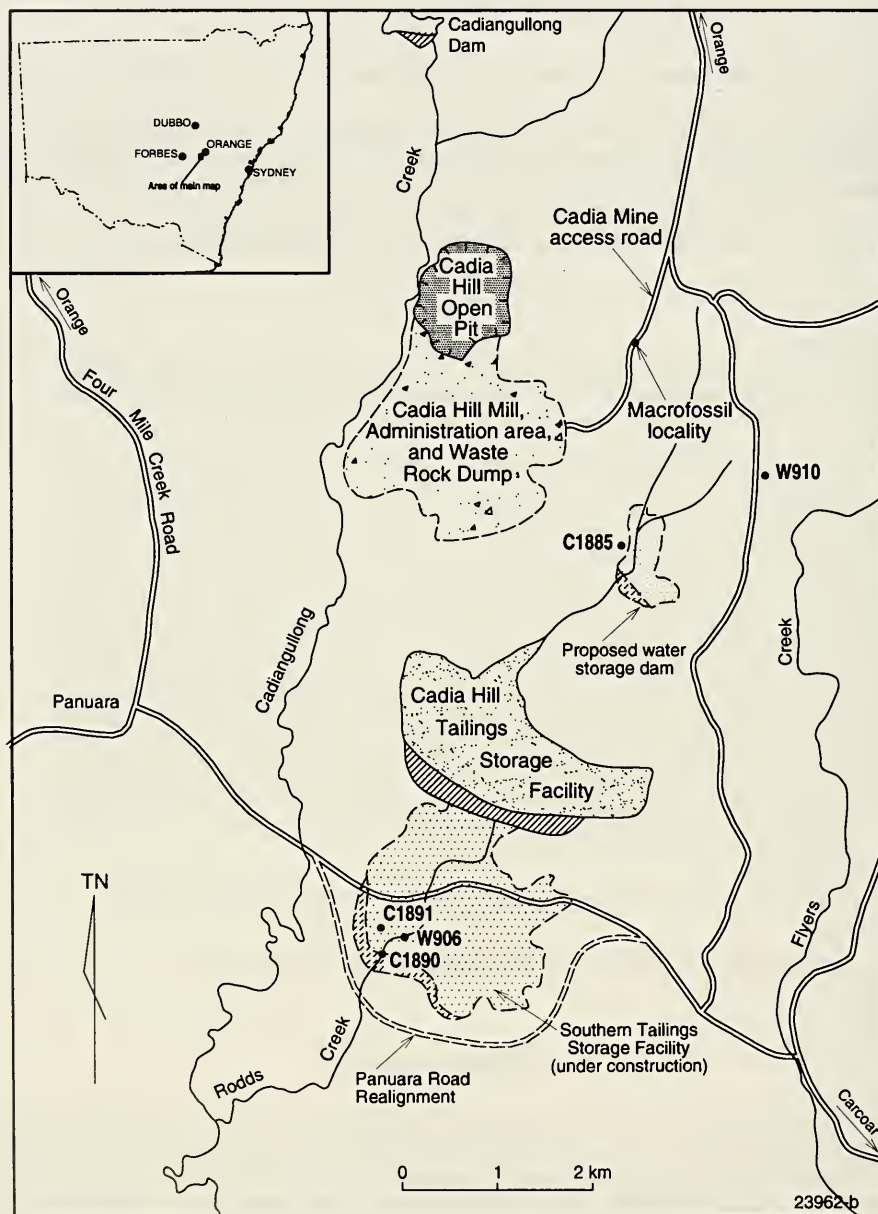 DUBBO
FORBES
ORANGE
SYDNEY
Area of main map
Cadiangullong
Dam
Orange
Creek
Cadia Mine
access road
Cadia
Hill
Open
Pit
Orange
Four Mile Creek Road
Cadia Hill Mill,
Administration area,
and Waste
Rock Dump
Macrofossil
locality
W910
C1885
Creek
Proposed water
storage dam
Cadiangullong
Panuara
Cadia Hill
Tailings
Storage
Facility
TN
C1891
W906
C1890
Flyers
Southern Tailings
Storage Facility
(under construction)
Creek
Rodds
Panuara Road
Realignment
Carcoar
0 1 2 km
23962-b